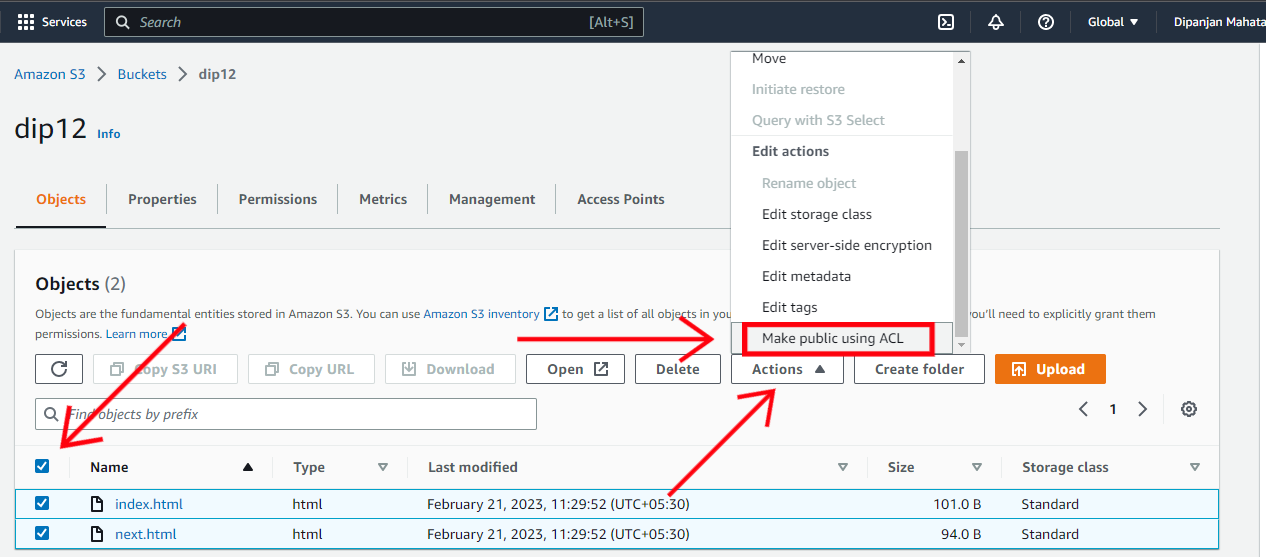 Services Search [Alt+S] Global Dipanjan Mahata
Amazon S3 Buckets dip12
dip12 Info
Objects Properties Permissions Metrics Management Access Points
Move
Initiate restore
Query with S3 Select
Edit actions
Rename object
Edit storage class
Edit server-side encryption
Edit metadata
Edit tags
Make public using ACL
Objects (2)
Objects are the fundamental entities stored in Amazon S3. You can use Amazon S3 inventory to get a list of all objects in you you'll need to explicitly grant them
permissions. Learn more
Copy S3 URI Copy URL Download Open Delete Actions Create folder Upload
Find objects by prefix 1
Name Type Last modified Size Storage class
index.html html February 21, 2023, 11:29:52 (UTC+05:30) 101.0 B Standard
next.html html February 21, 2023, 11:29:52 (UTC+05:30) 94.0 B Standard